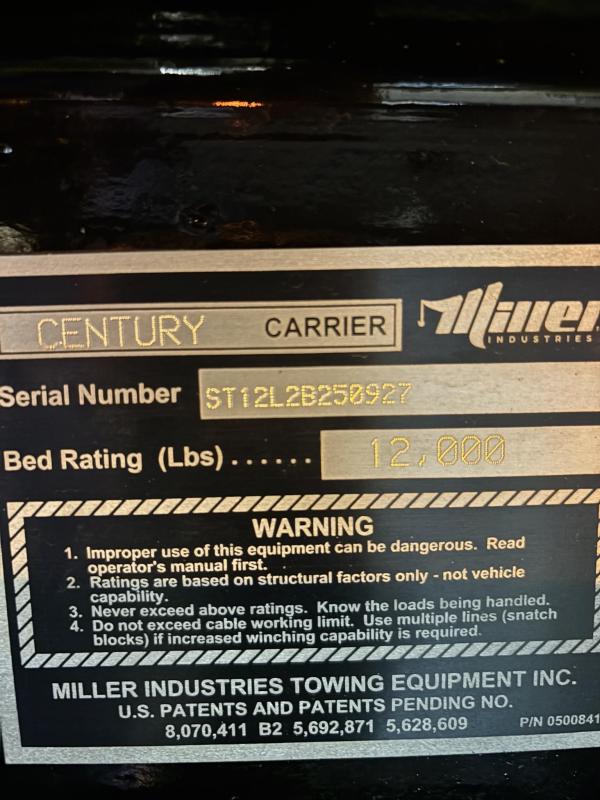 CENTURY CARRIER
Miller
INDUSTRIES
Serial Number ST12L2B250927
Bed Rating (Lbs)...... 12,000
WARNING
1. Improper use of this equipment can be dangerous. Read
operator's manual first.
2. Ratings are based on structural factors only - not vehicle
capability.
3. Never exceed above ratings. Know the loads being handled.
4. Do not exceed cable working limit. Use multiple lines (snatch
blocks) if increased winching capability is required.
MILLER INDUSTRIES TOWING EQUIPMENT INC.
U.S. PATENTS AND PATENTS PENDING NO.
8,070,411 B2 5,692,871 5,628,609
P/N 0500841